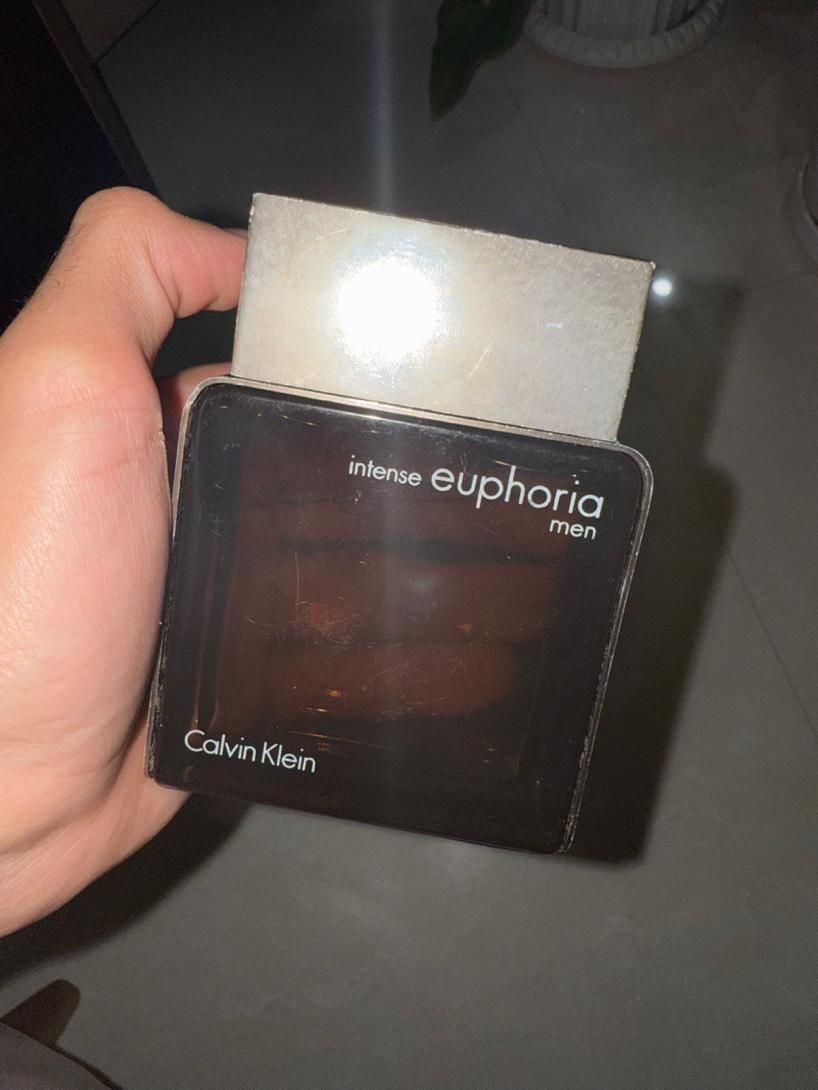 intense euphoria
men
Calvin Klein